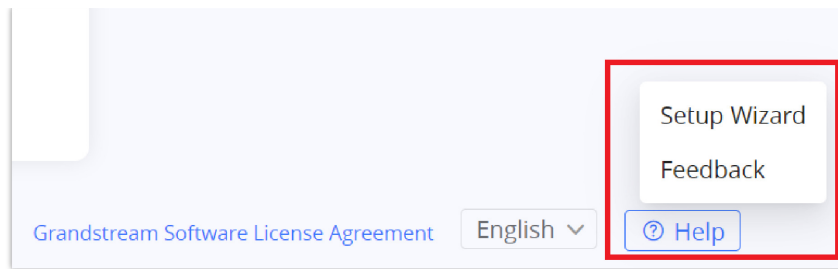 Setup Wizard
Feedback
Grandstream Software License Agreement English Help